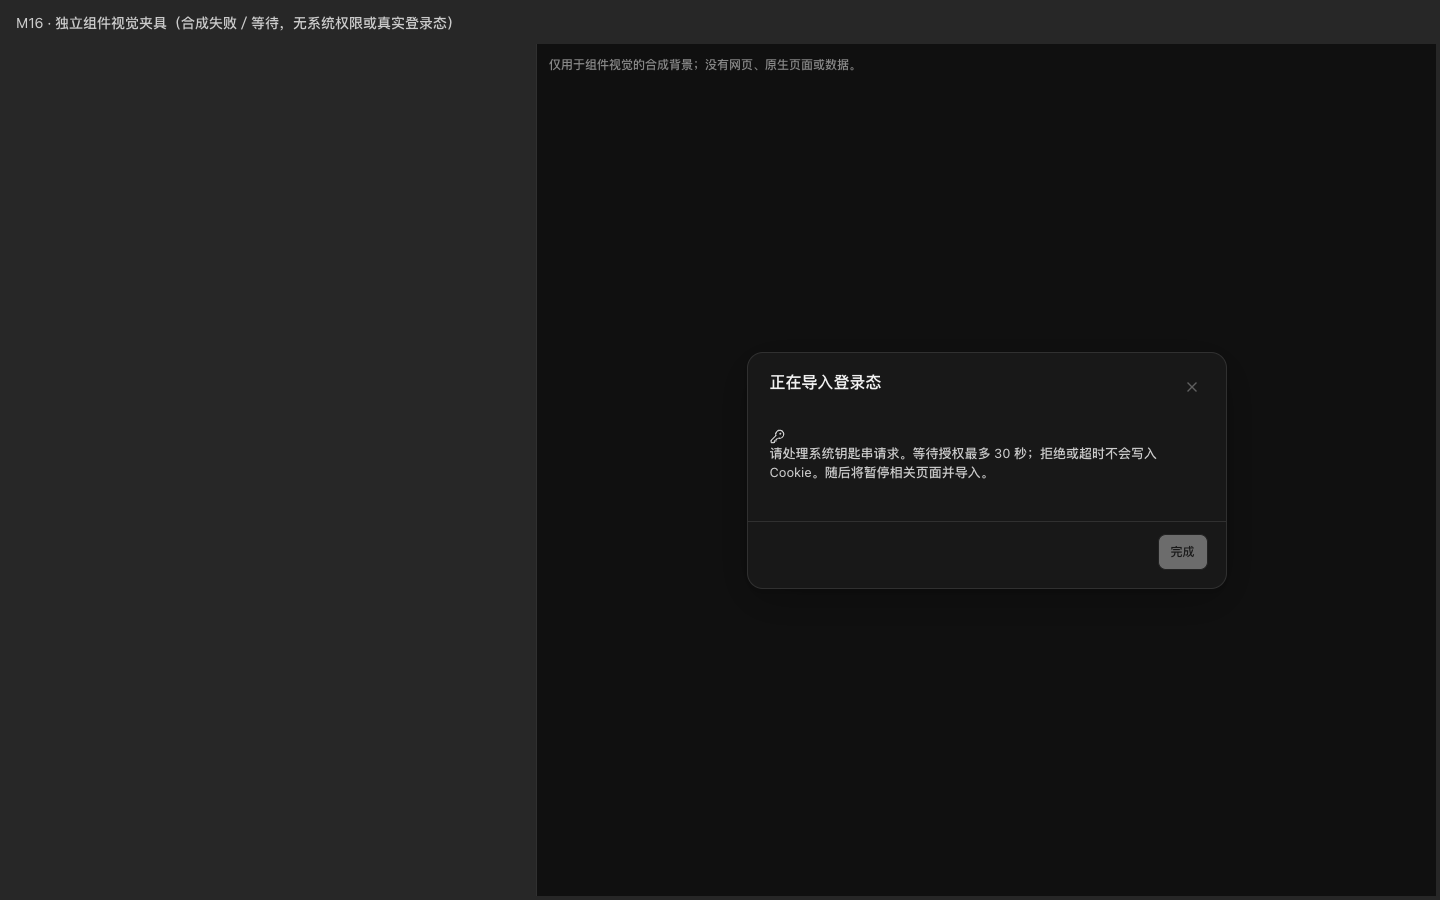 M16 · 独立组件视觉夹具（合成失败 / 等待，无系统权限或真实登录态）
仅用于组件视觉的合成背景；没有网页、原生页面或数据。
正在导入登录态
请处理系统钥匙串请求。等待授权最多 30 秒；拒绝或超时不会写入
Cookie。随后将暂停相关页面并导入。
完成